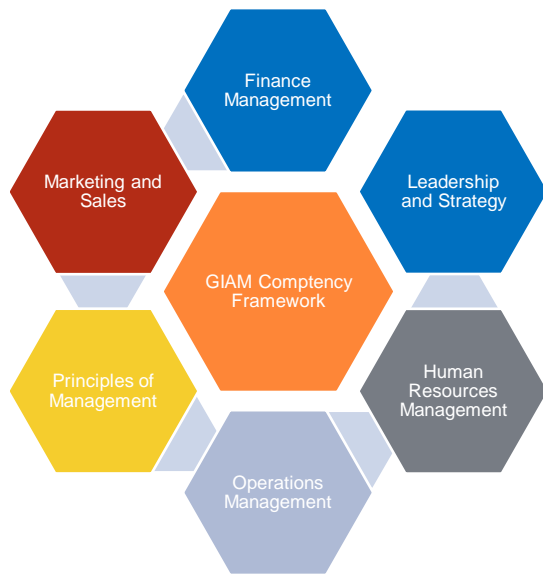 Finance
Management
Marketing and
Sales
Leadership
and Strategy
GIAM Comptency
Framework
Principles of
Management
Human
Resources
Management
Operations
Management